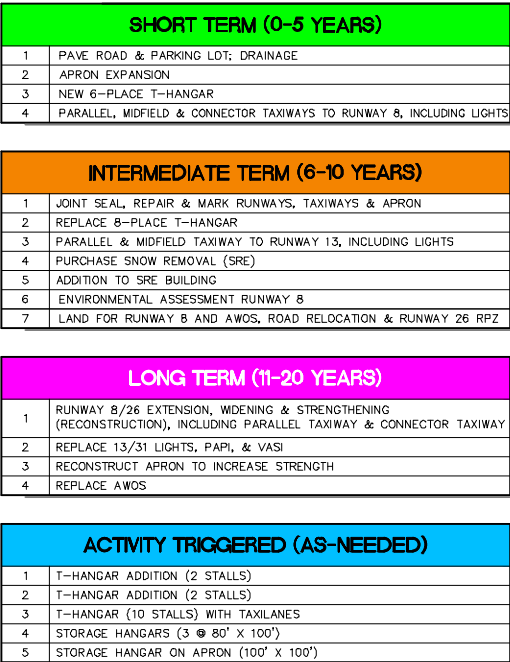 SHORT TERM (0-5 YEARS)
1 PAVE ROAD & PARKING LOT; DRAINAGE
2 APRON EXPANSION
3 NEW 6-PLACE T-HANGAR
4 PARALLEL, MIDFIELD & CONNECTOR TAXIWAYS TO RUNWAY 8, INCLUDING LIGHTS
INTERMEDIATE TERM (6-10 YEARS)
1 JOINT SEAL, REPAIR & MARK RUNWAYS, TAXIWAYS & APRON
2 REPLACE 8-PLACE T-HANGAR
3 PARALLEL & MIDFIELD TAXIWAY TO RUNWAY 13, INCLUDING LIGHTS
4 PURCHASE SNOW REMOVAL (SRE)
5 ADDITION TO SRE BUILDING
6 ENVIRONMENTAL ASSESSMENT RUNWAY 8
7 LAND FOR RUNWAY 8 AND AWOS, ROAD RELOCATION & RUNWAY 26 RPZ
LONG TERM (11-20 YEARS)
1 RUNWAY 8/26 EXTENSION, WIDENING & STRENGTHENING
(RECONSTRUCTION), INCLUDING PARALLEL TAXIWAY & CONNECTOR TAXIWAY
2 REPLACE 13/31 LIGHTS, PAPI, & VASI
3 RECONSTRUCT APRON TO INCREASE STRENGTH
4 REPLACE AWOS
ACTIVITY TRIGGERED (AS-NEEDED)
1 T-HANGAR ADDITION (2 STALLS)
2 T-HANGAR ADDITION (2 STALLS)
3 T-HANGAR (10 STALLS) WITH TAXILANES
4 STORAGE HANGARS (3 @ 80' X 100')
5 STORAGE HANGAR ON APRON (100' X 100')